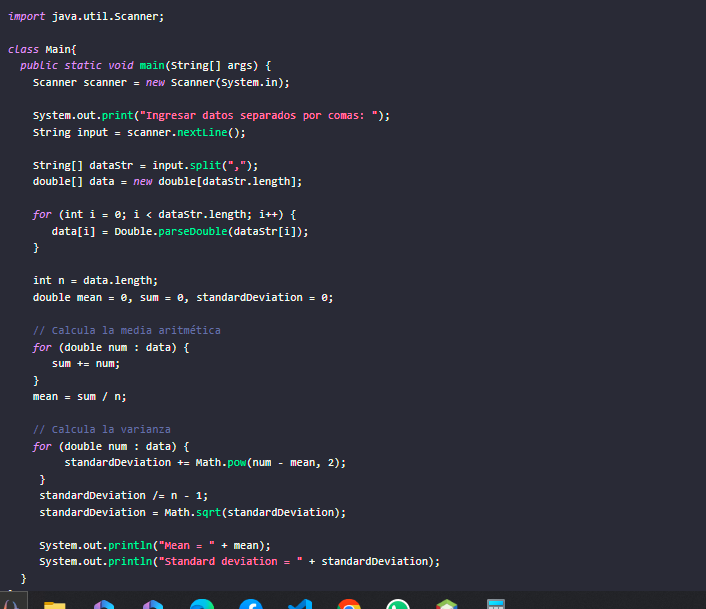 import java.util.Scanner;
class Main{
public static void main(String[] args) {
Scanner scanner = new Scanner(System.in);
System.out.print("Ingresar datos separados por comas: ");
String input = scanner.nextLine();
String[] dataStr = input.split(",");
double[] data = new double[dataStr.length];
for (int i = 0; i < dataStr.length; i++) {
data[i] = Double.parseDouble(dataStr[i]);
}
int n = data.length;
double mean = 0, sum = 0, standardDeviation = 0;
// Calcula la media aritmética
for (double num : data) {
sum += num;
}
mean = sum / n;
// Calcula la varianza
for (double num : data) {
standardDeviation += Math.pow(num - mean, 2);
}
standardDeviation /= n - 1;
standardDeviation = Math.sqrt(standardDeviation);
System.out.println("Mean = " + mean);
System.out.println("Standard deviation = " + standardDeviation);
}